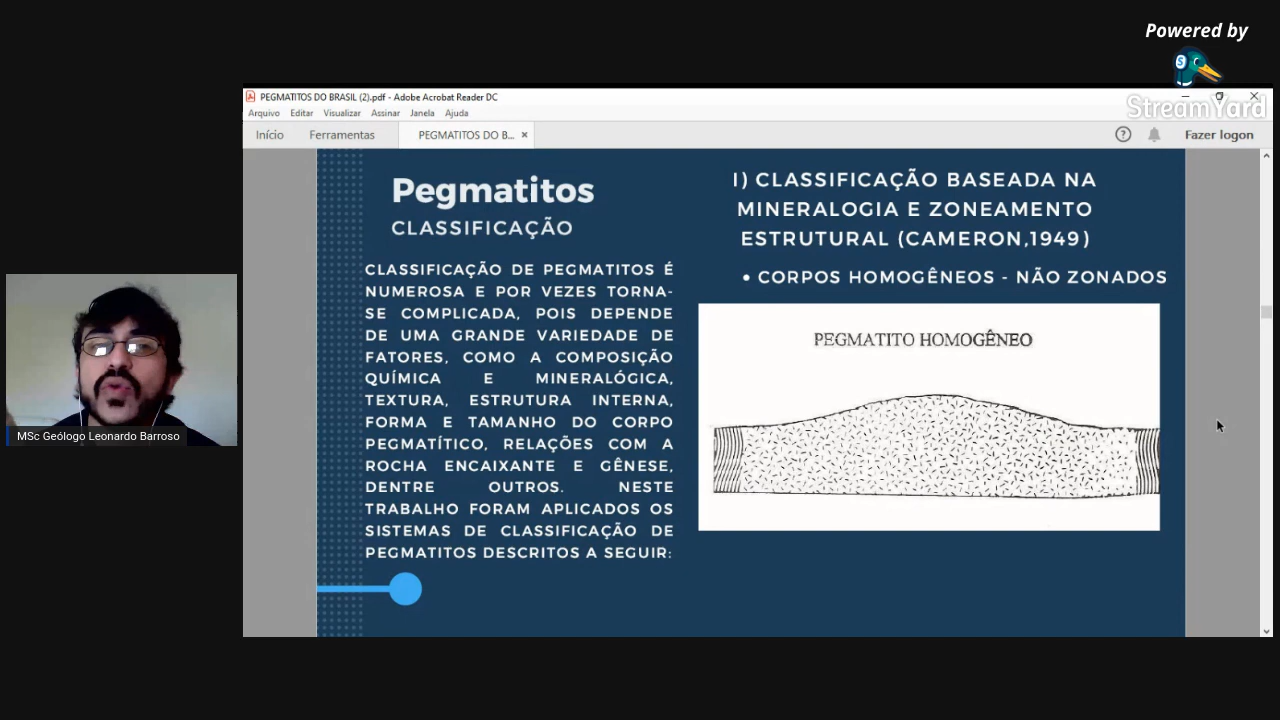 Powered by
StreamYard
PEGMATITOS DO BRASIL (2).pdf - Adobe Acrobat Reader DC
Arquivo Editar Visualizar Assinar Janela Ajuda
Início Ferramentas PEGMATITOS DO B... × Fazer logon
Pegmatitos
CLASSIFICAÇÃO
CLASSIFICAÇÃO DE PEGMATITOS É
NUMEROSA E POR VEZES TORNA-
SE COMPLICADA, POIS DEPENDE
DE UMA GRANDE VARIEDADE DE
FATORES, COMO A COMPOSIÇÃO
QUÍMICA E MINERALÓGICA,
TEXTURA, ESTRUTURA INTERNA,
FORMA E TAMANHO DO CORPO
PEGMATÍTICO, RELAÇÕES COM A
ROCHA ENCAIXANTE E GÊNESE,
DENTRE OUTROS. NESTE
TRABALHO FORAM APLICADOS OS
SISTEMAS DE CLASSIFICAÇÃO DE
PEGMATITOS DESCRITOS A SEGUIR:
I) CLASSIFICAÇÃO BASEADA NA
MINERALOGIA E ZONEAMENTO
ESTRUTURAL (CAMERON,1949)
• CORPOS HOMOGÊNEOS - NÃO ZONADOS
PEGMATITO HOMOGÊNEO
MSc Geólogo Leonardo Barroso